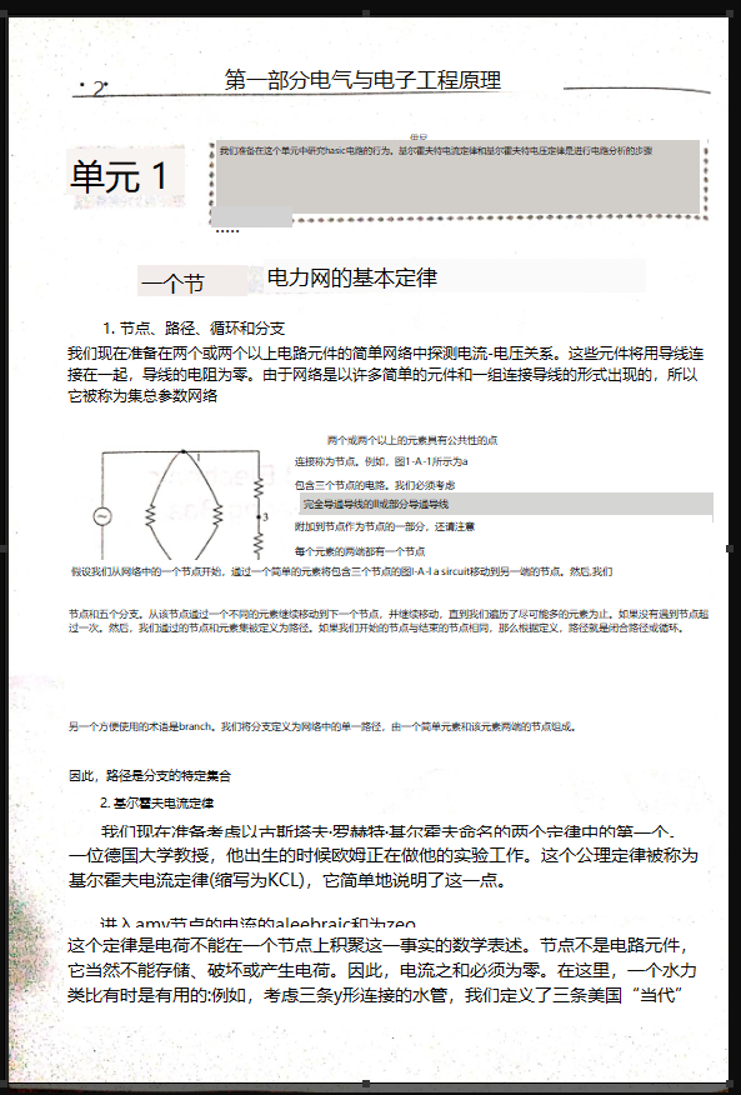 2
第一部分电气与电子工程原理
单元 1
我们准备在这个单元中研究hasic电路的行为。基尔霍夫特电流定律和基尔霍夫特电压定律是进行电路分析的步骤
一个节
电力网的基本定律
1. 节点、路径、循环和分支
我们现在准备在两个或两个以上电路元件的简单网络中探测电流-电压关系。这些元件将用导线连
接在一起，导线的电阻为零。由于网络是以许多简单的元件和一组连接导线的形式出现的，所以
它被称为集总参数网络
两个或两个以上的元素具有公共性的点
连接称为节点。例如，图1-A-1所示为a
包含三个节点的电路。我们必须考虑
完全导通导线的ll或部分导通导线
附加到节点作为节点的一部分，还请注意
每个元素的两端都有一个节点
1
3
假设我们从网络中的一个节点开始，通过一个简单的元素将包含三个节点的图l-A-l a sircuit移动到另一端的节点。然后,我们
节点和五个分支。从该节点通过一个不同的元素继续移动到下一个节点，并继续移动，直到我们遍历了尽可能多的元素为止。如果没有遇到节点超
过一次。然后，我们通过的节点和元素集被定义为路径。如果我们开始的节点与结束的节点相同，那么根据定义，路径就是闭合路径或循环。
另一个方便使用的术语是branch。我们将分支定义为网络中的单一路径，由一个简单元素和该元素两端的节点组成。
因此，路径是分支的特定集合
2. 基尔霍夫电流定律
我们现在准备考虑以古斯塔夫·罗赫特·基尔霍夫命名的两个定律中的第一个。
一位德国大学教授，他出生的时候欧姆正在做他的实验工作。这个公理定律被称为
基尔霍夫电流定律(缩写为KCL)，它简单地说明了这一点。
进入amy节点的电流的aleebraic和为zeo
这个定律是电荷不能在一个节点上积聚这一事实的数学表述。节点不是电路元件，
它当然不能存储、破坏或产生电荷。因此，电流之和必须为零。在这里，一个水力
类比有时是有用的:例如，考虑三条y形连接的水管，我们定义了三条美国“当代”